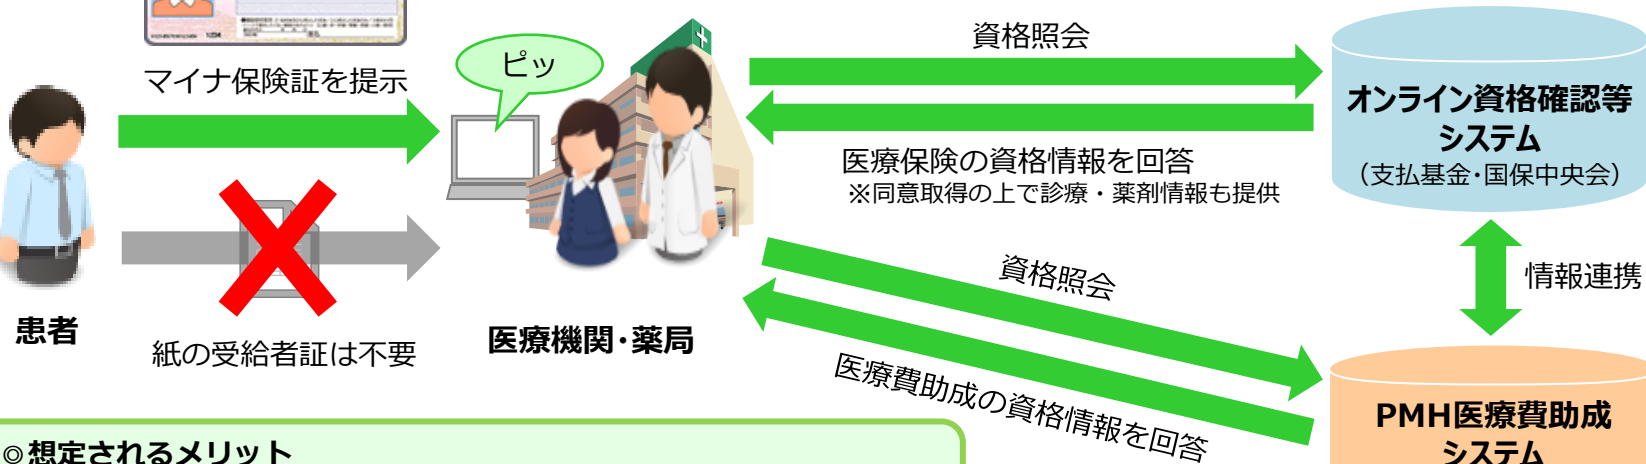 1234
マイナ保険証を提示
ピッ
資格照会
オンライン資格確認等
システム
（支払基金・国保中央会）
医療保険の資格情報を回答
※同意取得の上で診療・薬剤情報も提供
資格照会
情報連携
患者
紙の受給者証は不要
医療機関・薬局
医療費助成の資格情報を回答
PMH医療費助成
システム
◎想定されるメリット